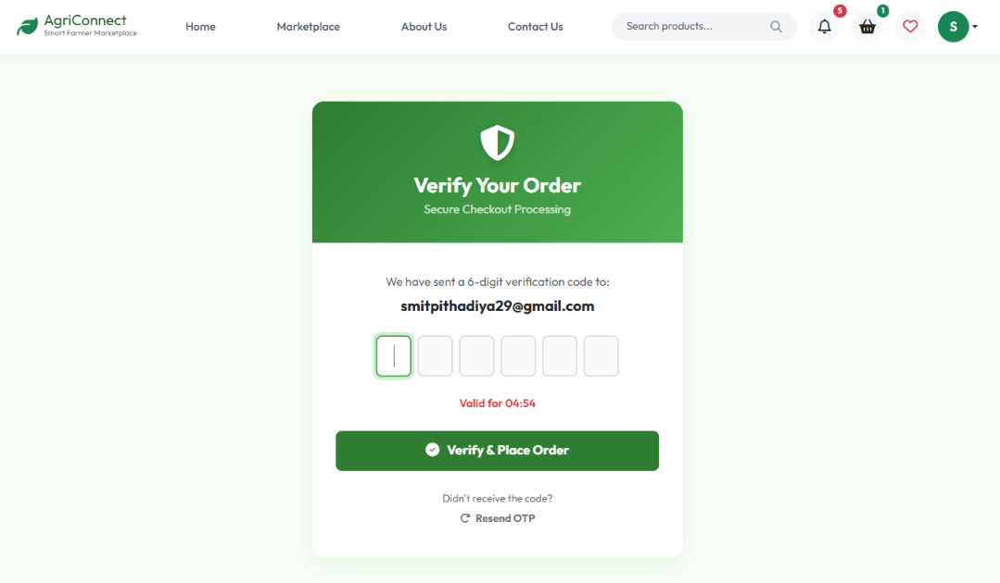 AgriConnect
Smart Farmer Marketplace
Home
Marketplace
About Us
Contact Us
Search products...
5
1
S
Verify Your Order
Secure Checkout Processing
We have sent a 6-digit verification code to:
smitpithadiya29@gmail.com
Valid for 04:54
Verify & Place Order
Didn't receive the code?
Resend OTP